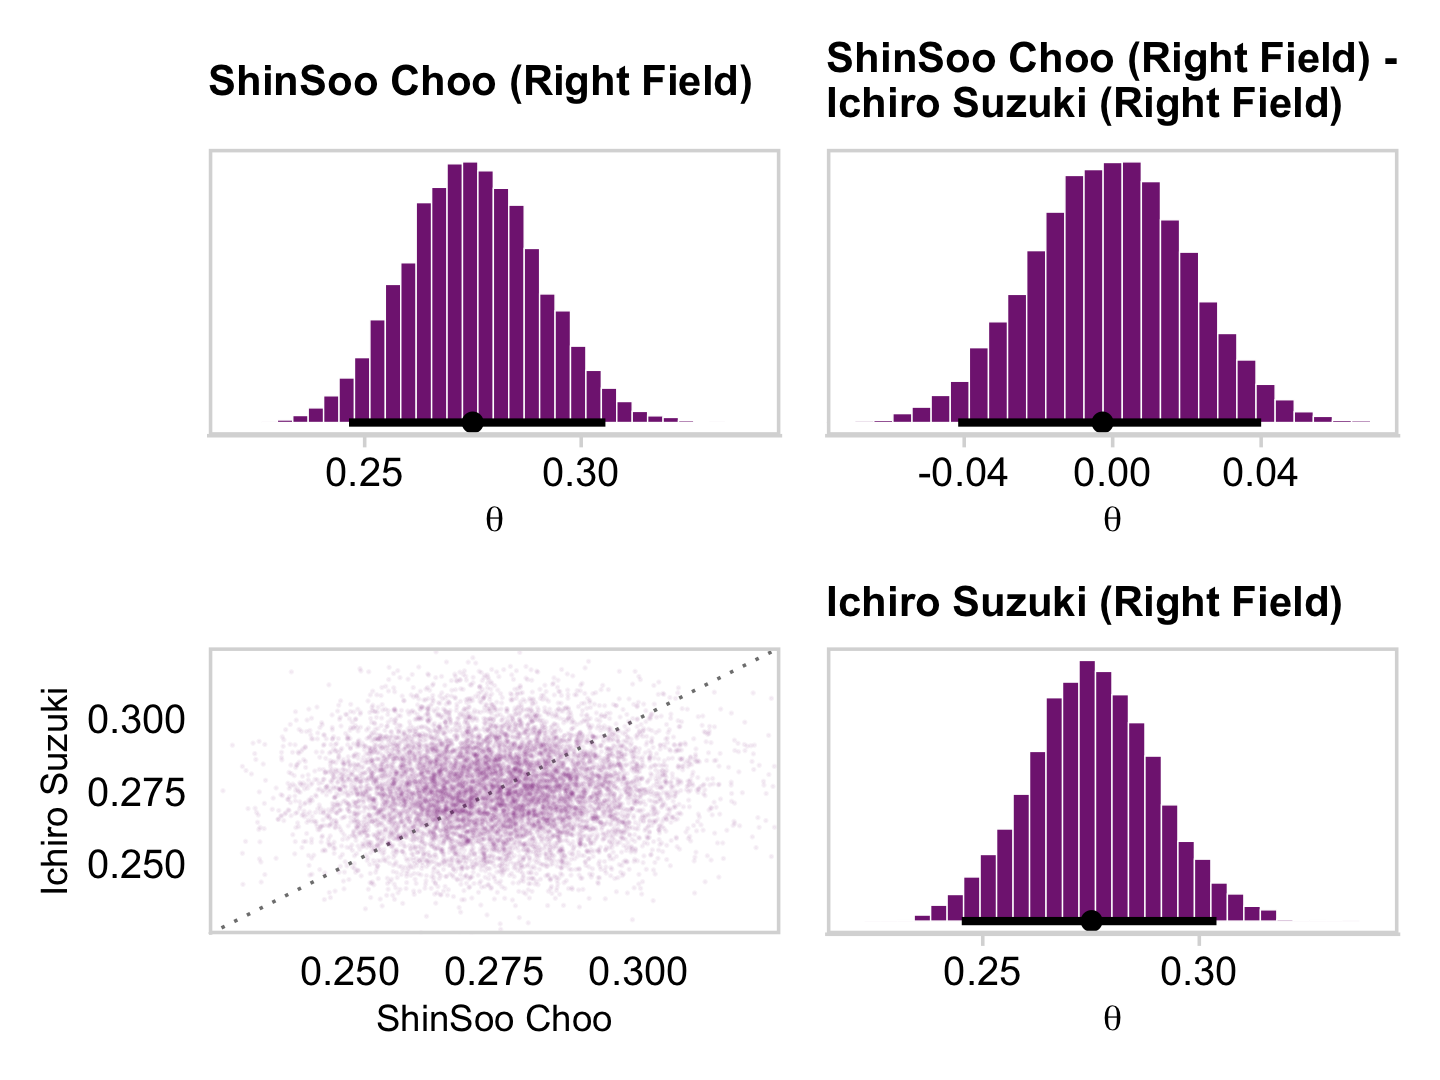 ShinSoo Choo (Right Field)
ShinSoo Choo (Right Field) -
Ichiro Suzuki (Right Field)
0.25 0.30
θ
-0.04 0.00 0.04
θ
Ichiro Suzuki
0.300
0.275
0.250
0.250 0.275 0.300
ShinSoo Choo
Ichiro Suzuki (Right Field)
0.25 0.30
θ